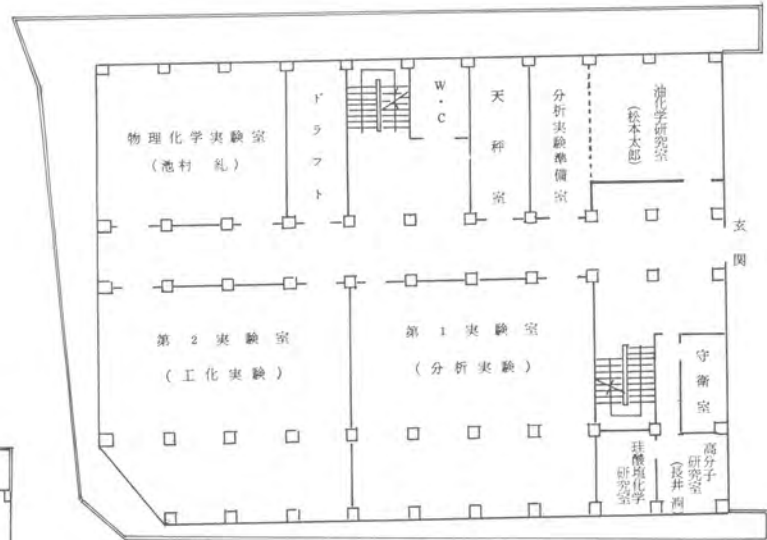 物理化学実験室
(池村 糺)
ドラフト
W・C
天秤室
分析実験準備室
油化学研究室
(松本太郎)
玄関
第2実験室
(工化実験)
第1実験室
(分析実験)
守衛室
珪酸塩化学
研究室
高分子
研究室
(長井